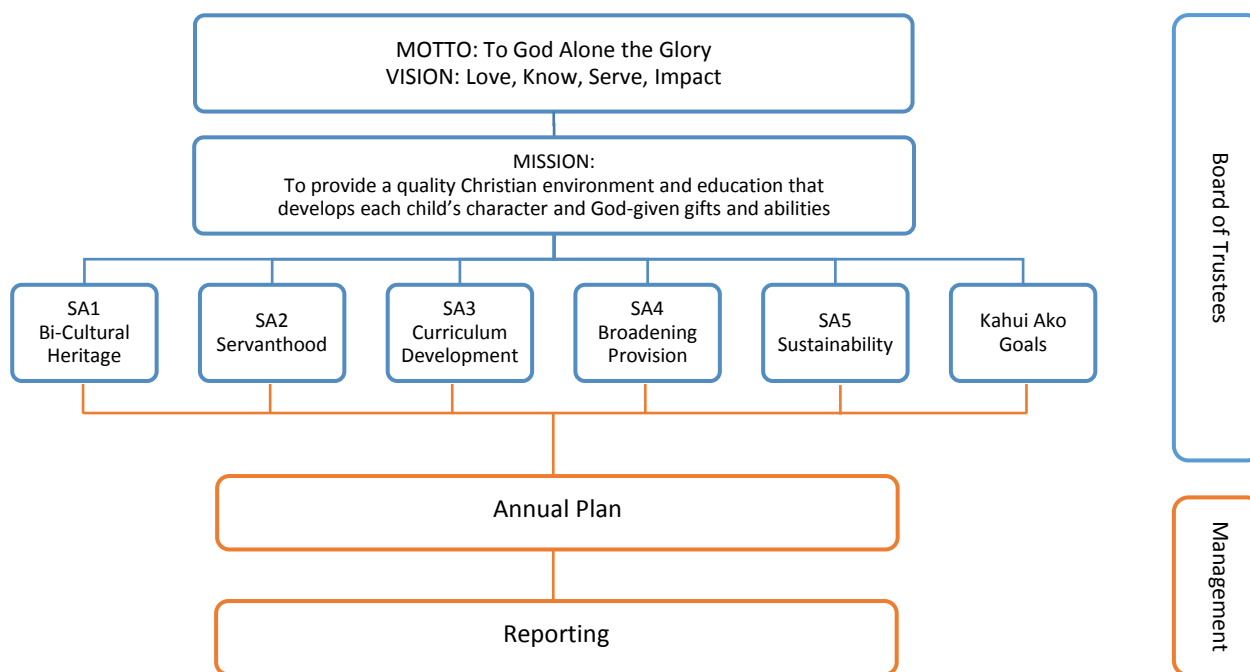 MOTTO: To God Alone the Glory
VISION: Love, Know, Serve, Impact
MISSION:
To provide a quality Christian environment and education that
develops each child’s character and God-given gifts and abilities
SA1
Bi-Cultural
Heritage
SA2
Servanthood
SA3
Curriculum
Development
SA4
Broadening
Provision
SA5
Sustainability
Kahui Ako
Goals
Annual Plan
Reporting
Board of Trustees
Management